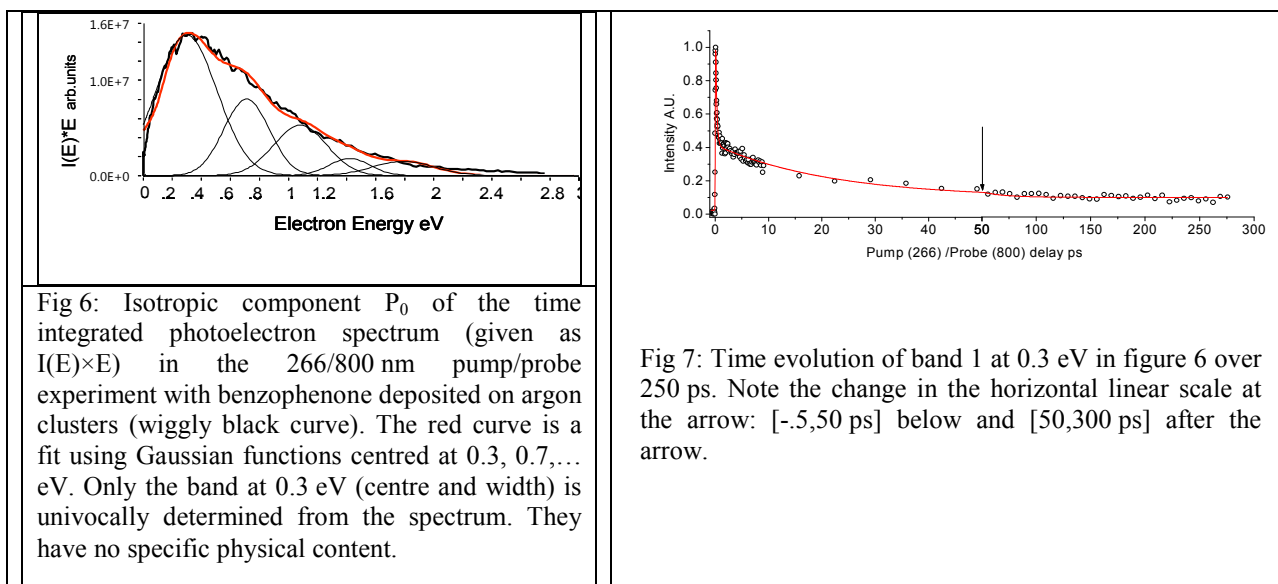 1.6E+7
1.0E+7
0.0E+0
I(E)*E arb.units
0 .2 .4 .6 .8 1 1.2 1.6 2 2.4 2.8
Electron Energy eV
Fig 6: Isotropic component P₀ of the time
integrated photoelectron spectrum (given as
I(E)×E) in the 266/800 nm pump/probe
experiment with benzophenone deposited on argon
clusters (wiggly black curve). The red curve is a
fit using Gaussian functions centred at 0.3, 0.7,…
eV. Only the band at 0.3 eV (centre and width) is
univocally determined from the spectrum. They
have no specific physical content.
1.0
0.8
0.6
0.4
0.2
0.0
Intensity A.U.
0 10 20 30 40 50 100 150 200 250 300
Pump (266) /Probe (800) delay ps
Fig 7: Time evolution of band 1 at 0.3 eV in figure 6 over
250 ps. Note the change in the horizontal linear scale at
the arrow: [-.5,50 ps] below and [50,300 ps] after the
arrow.